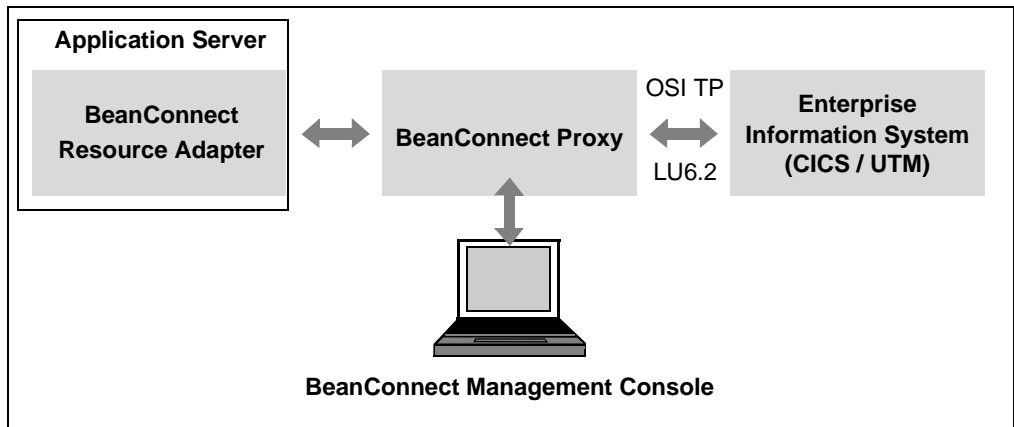 Application Server
BeanConnect
Resource Adapter
BeanConnect Proxy
OSI TP
LU6.2
Enterprise
Information System
(CICS / UTM)
BeanConnect Management Console